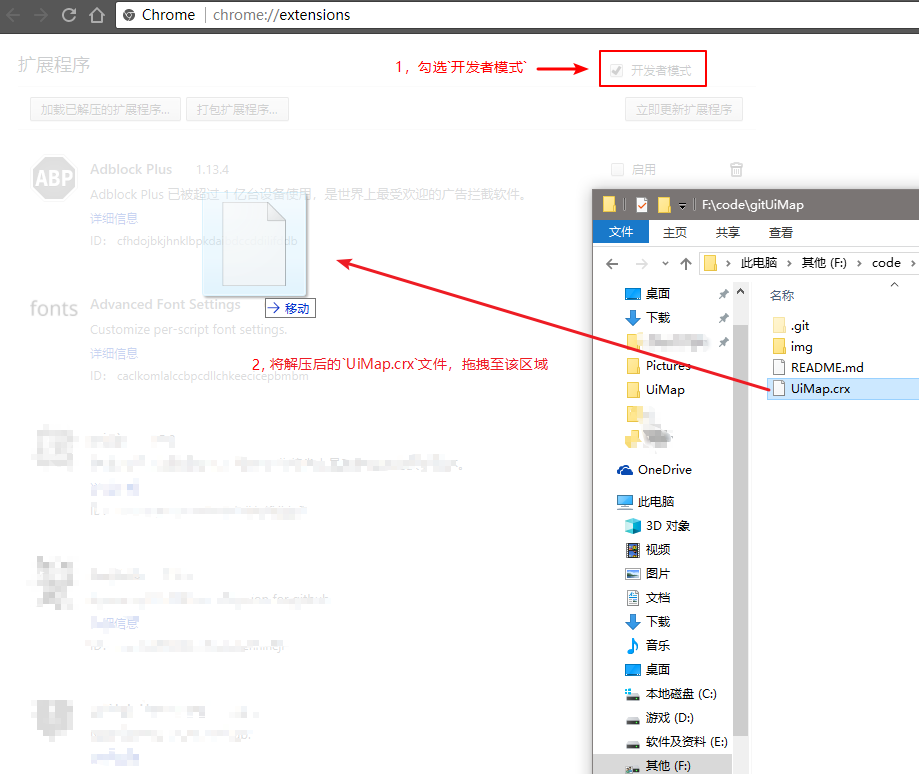 Chrome | chrome://extensions
扩展程序
1，勾选`开发者模式`
开发者模式
加载已解压的扩展程序... 打包扩展程序... 立即更新扩展程序
ABP
Adblock Plus 1.13.4
启用
Adblock Plus 已被超过 1 亿台设备使用，是世界上最受欢迎的广告拦截软件。
详细信息
ID：
移动
fonts
Advanced Font Settings
Customize per-script font settings.
详细信息
2, 将解压后的`UiMap.crx`文件，拖拽至该区域
ID： caclkomlalccbpcdllchkeecicepbmbm
详细信息
ID：
F:\code\gitUiMap
文件 主页 共享 查看
此电脑 › 其他 (F:) › code ›
桌面
下载
Pictures
UiMap
OneDrive
此电脑
3D 对象
视频
图片
文档
下载
音乐
桌面
本地磁盘 (C:)
游戏 (D:)
软件及资料 (E:)
其他 (F:)
名称
.git
img
README.md
UiMap.crx